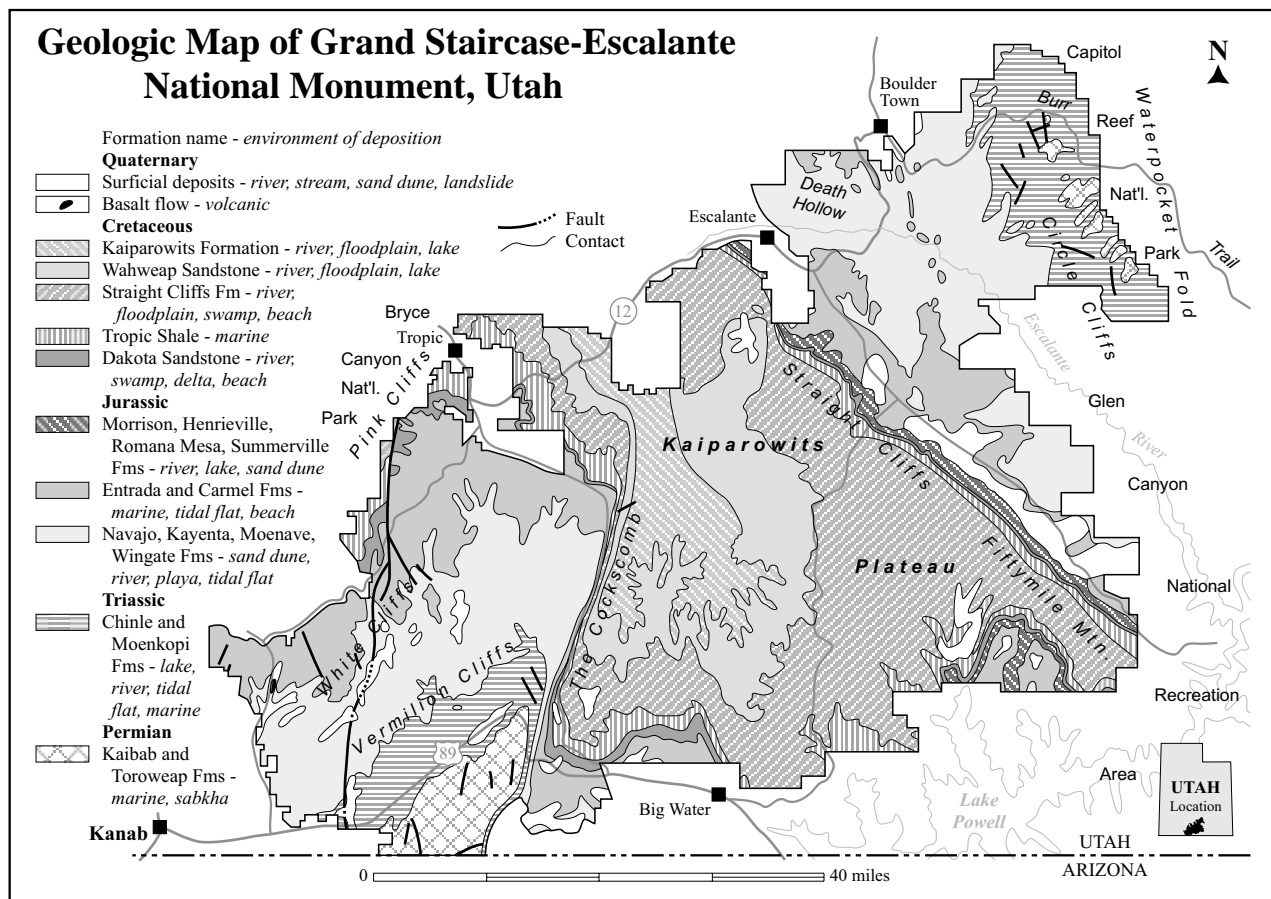 Geologic Map of Grand Staircase-Escalante
National Monument, Utah
N
Formation name - environment of deposition
Quaternary
Surficial deposits - river, stream, sand dune, landslide
Basalt flow - volcanic
Cretaceous
Kaiparowits Formation - river, floodplain, lake
Wahweap Sandstone - river, floodplain, lake
Straight Cliffs Fm - river,
floodplain, swamp, beach
Tropic Shale - marine
Dakota Sandstone - river,
swamp, delta, beach
Jurassic
Morrison, Henrieville,
Romana Mesa, Summerville
Fms - river, lake, sand dune
Entrada and Carmel Fms -
marine, tidal flat, beach
Navajo, Kayenta, Moenave,
Wingate Fms - sand dune,
river, playa, tidal flat
Triassic
Chinle and
Moenkopi
Fms - lake,
river, tidal
flat, marine
Permian
Kaibab and
Toroweap Fms -
marine, sabkha
Fault
Contact
Boulder
Town
Escalante
Death
Hollow
Burr
Trail
Capitol
Reef
Nat'l.
Park
Waterpocket
Fold
Circle
Cliffs
Escalante
River
12
Bryce
Canyon
Nat'l.
Park
Tropic
Pink Cliffs
Kaiparowits
Plateau
Straight
Cliffs
Fiftymile Mtn.
The Cockscomb
White Cliffs
Vermilion Cliffs
89
Glen
Canyon
National
Recreation
Area
Lake
Powell
Big Water
Kanab
UTAH
Location
UTAH
ARIZONA
0
40 miles